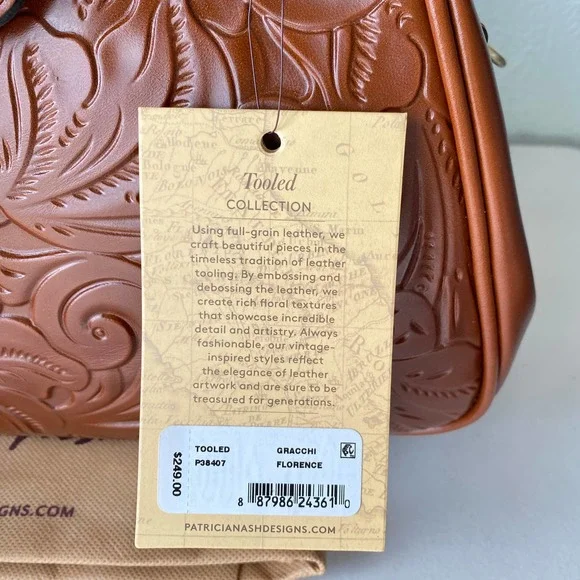 Tooled
COLLECTION
Using full-grain leather, we
craft beautiful pieces in the
timeless tradition of leather
tooling. By embossing and
debossing the leather, we
create rich floral textures
that showcase incredible
detail and artistry. Always
fashionable, our vintage-
inspired styles reflect
the elegance of leather
artwork and are sure to be
treasured for generations.
$249.00
TOOLED GRACCHI
P38407 FLORENCE
8 87986 24361 0
PATRICIANASHDESIGNS.COM
GNS.COM